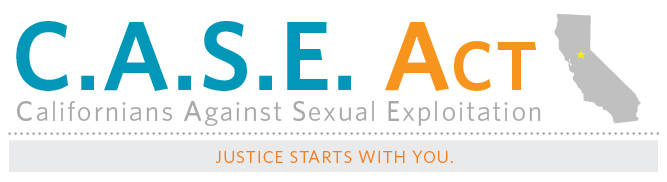 C.A.S.E. ACT
Californians Against Sexual Exploitation
JUSTICE STARTS WITH YOU.